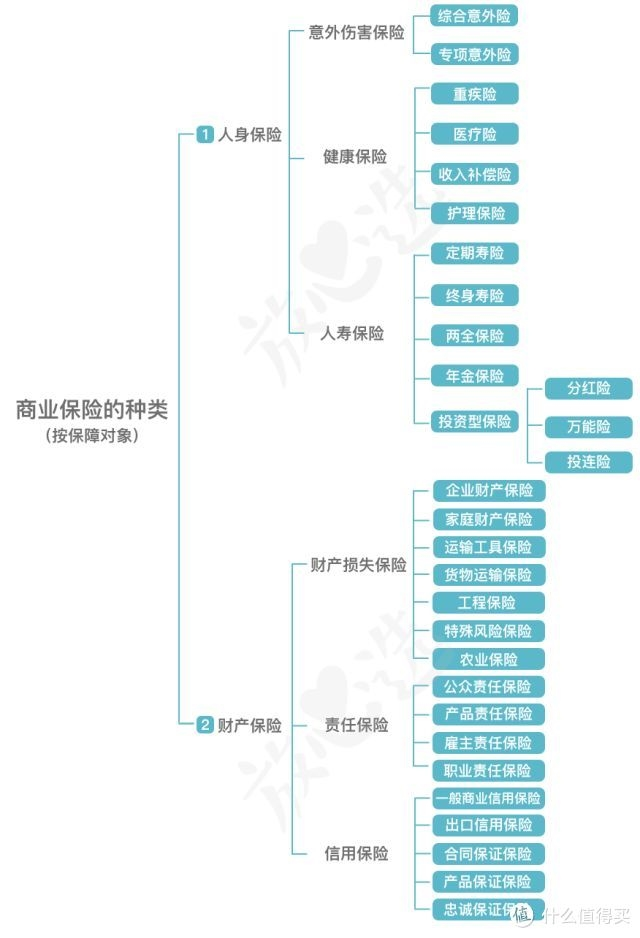 商业保险的种类
(按保障对象)
1 人身保险
意外伤害保险
综合意外险
专项意外险
健康保险
重疾险
医疗险
收入补偿险
护理保险
人寿保险
定期寿险
终身寿险
两全保险
年金保险
投资型保险
分红险
万能险
投连险
2 财产保险
财产损失保险
企业财产保险
家庭财产保险
运输工具保险
货物运输保险
工程保险
特殊风险保险
农业保险
责任保险
公众责任保险
产品责任保险
雇主责任保险
职业责任保险
信用保险
一般商业信用保险
出口信用保险
合同保证保险
产品保证保险
忠诚保证保险
放心选
放心选
值 什么值得买